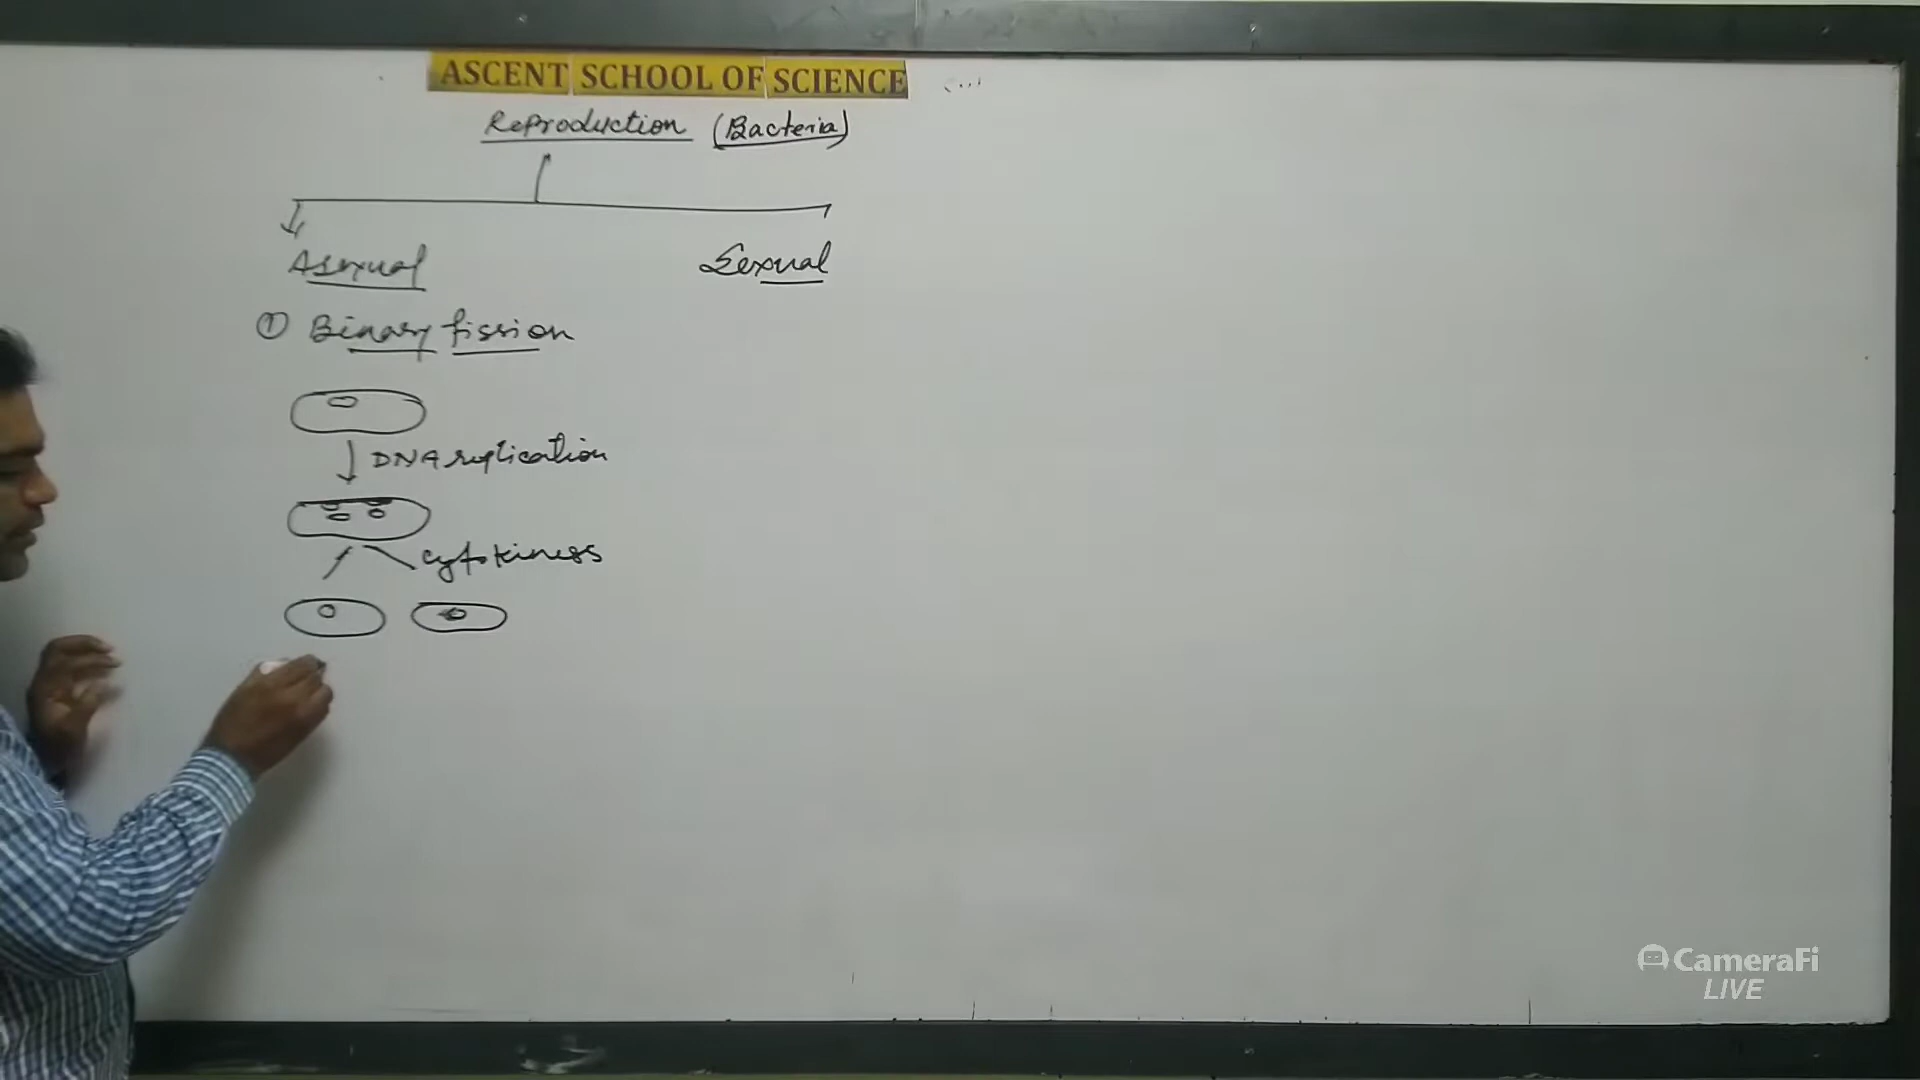 ASCENT SCHOOL OF SCIENCE
Reproduction (Bacteria)
Asexual Sexual
① Binary fission
DNA replication
cytokiness
CameraFi
LIVE